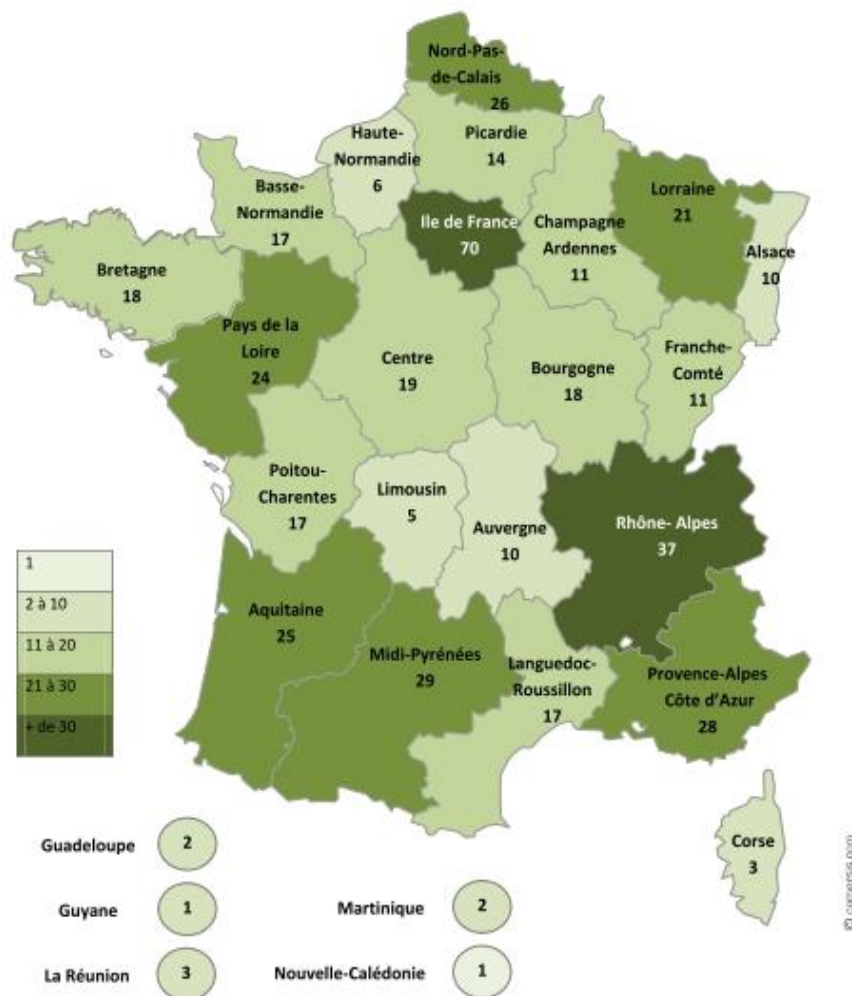 Nord-Pas-
de-Calais
26
Haute-
Normandie
6
Picardie
14
Basse-
Normandie
17
Ile de France
70
Champagne
Ardennes
11
Lorraine
21
Alsace
10
Bretagne
18
Pays de la
Loire
24
Centre
19
Bourgogne
18
Franche-
Comté
11
Poitou-
Charentes
17
Limousin
5
Auvergne
10
Rhône- Alpes
37
Aquitaine
25
Midi-Pyrénées
29
Languedoc-
Roussillon
17
Provence-Alpes
Côte d'Azur
28
Corse
3
1
2 à 10
11 à 20
21 à 30
+ de 30
Guadeloupe 2
Guyane 1
La Réunion 3
Martinique 2
Nouvelle-Calédonie 1
© comersis.com